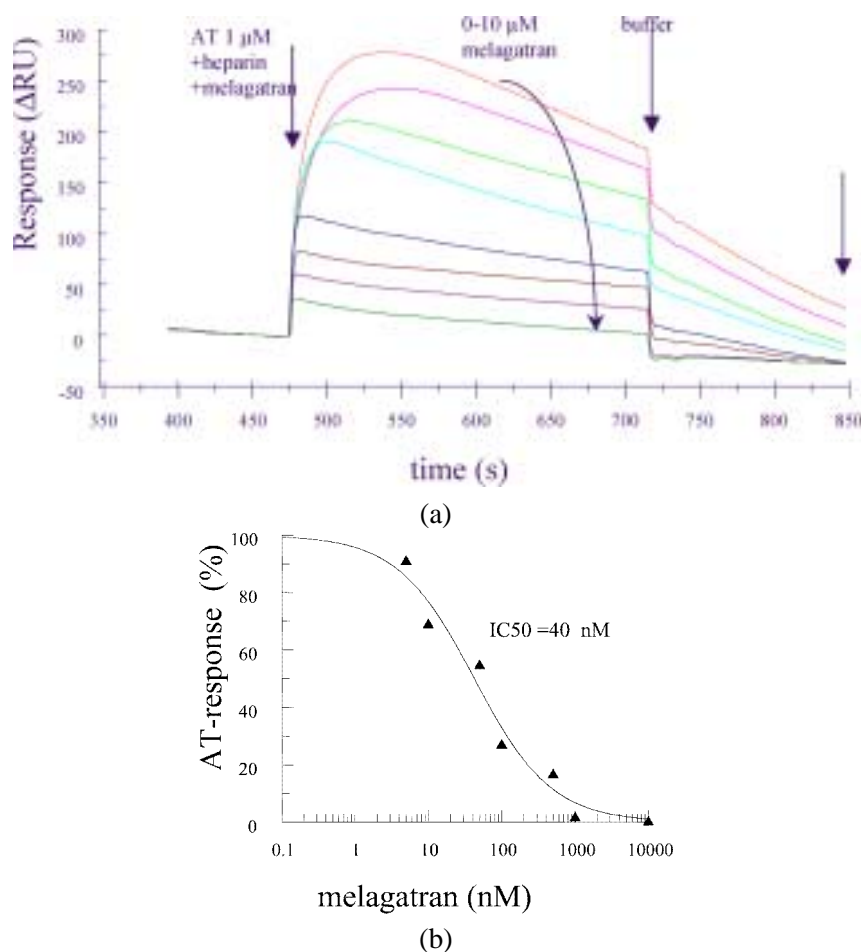 AT 1 µM
+heparin
+melagatran
0-10 µM
melagatran
buffer
Response (ΔRU)
300
250
200
150
100
50
0
-50
350 400 450 500 550 600 650 700 750 800 850
time (s)
(a)
AT-response (%)
100
80
60
40
20
0
IC50 =40 nM
0.1 1 10 100 1000 10000
melagatran (nM)
(b)